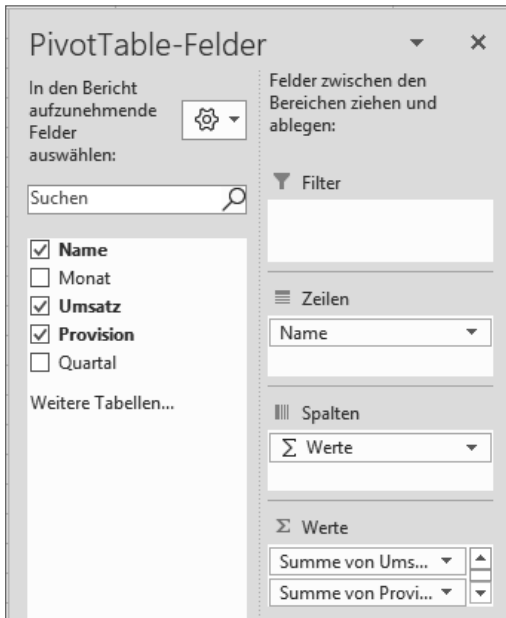 PivotTable-Felder
In den Bericht
aufzunehmende
Felder
auswählen:
Suchen
Name
Monat
Umsatz
Provision
Quartal
Weitere Tabellen...
Felder zwischen den
Bereichen ziehen und
ablegen:
Filter
Zeilen
Name
Spalten
Σ Werte
Σ Werte
Summe von Ums...
Summe von Provi...